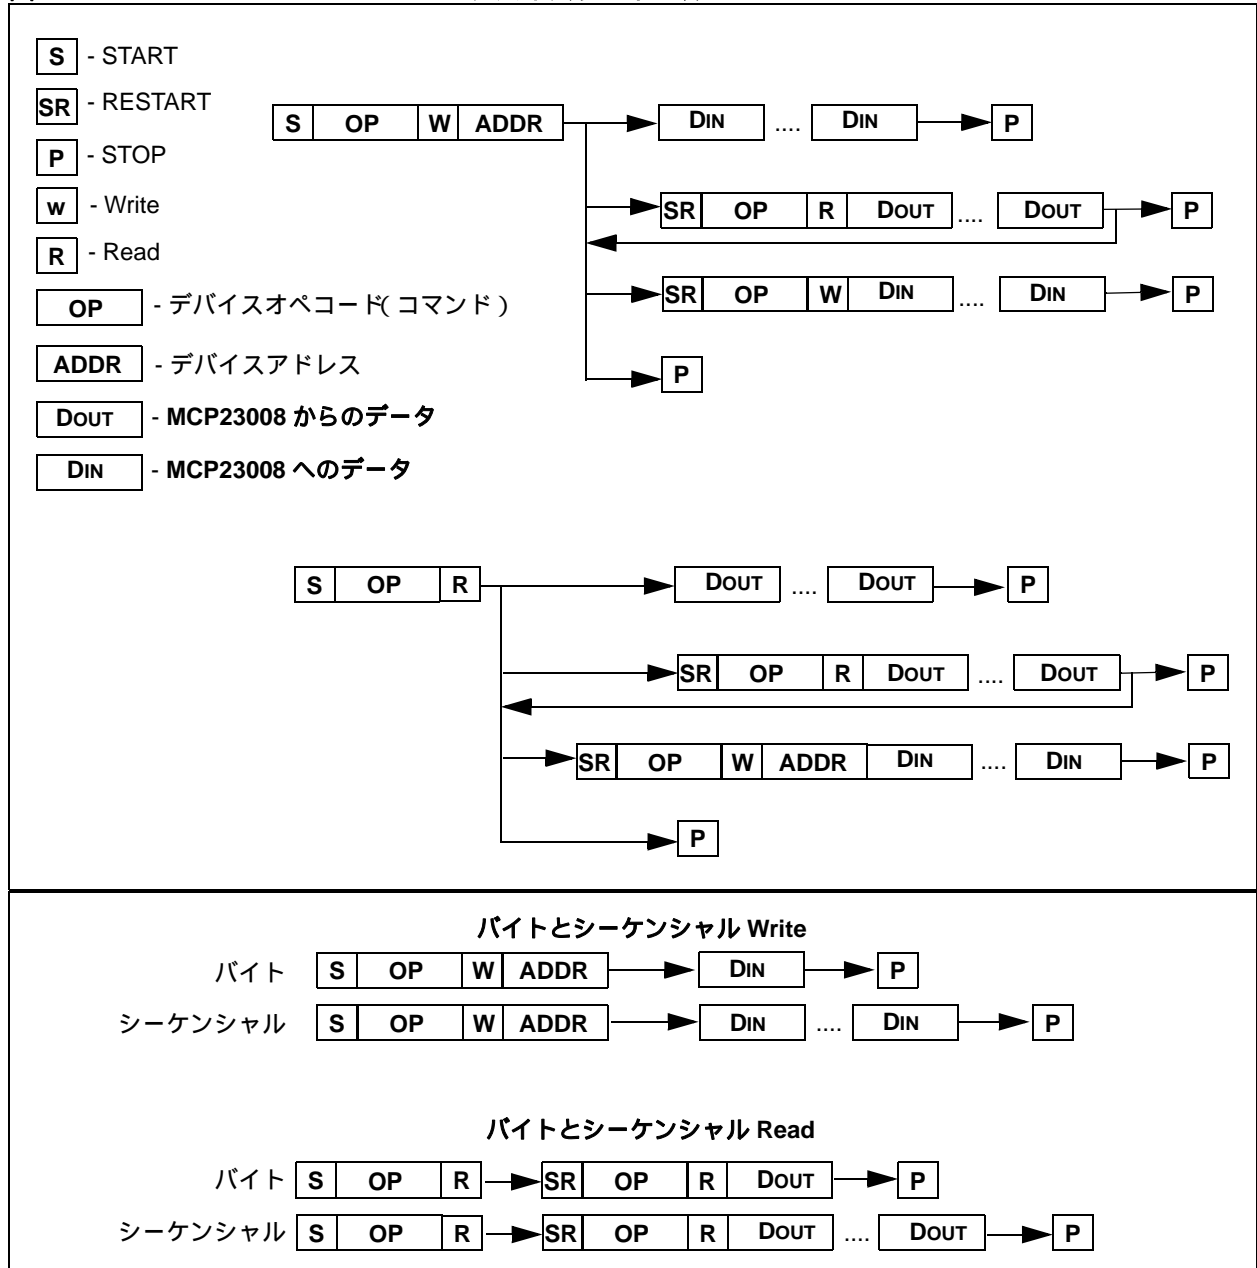 S - START
SR - RESTART
P - STOP
w - Write
R - Read
OP - デバイスオペコード(コマンド)
ADDR - デバイスアドレス
DOUT - MCP23008 からのデータ
DIN - MCP23008 へのデータ
S OP W ADDR DIN .... DIN P
SR OP R DOUT .... DOUT P
SR OP W DIN .... DIN P
P
S OP R DOUT .... DOUT P
SR OP R DOUT .... DOUT P
SR OP W ADDR DIN .... DIN P
P
バイトとシーケンシャル Write
バイト S OP W ADDR DIN P
シーケンシャル S OP W ADDR DIN .... DIN P
バイトとシーケンシャル Read
バイト S OP R SR OP R DOUT P
シーケンシャル S OP R SR OP R DOUT .... DOUT P